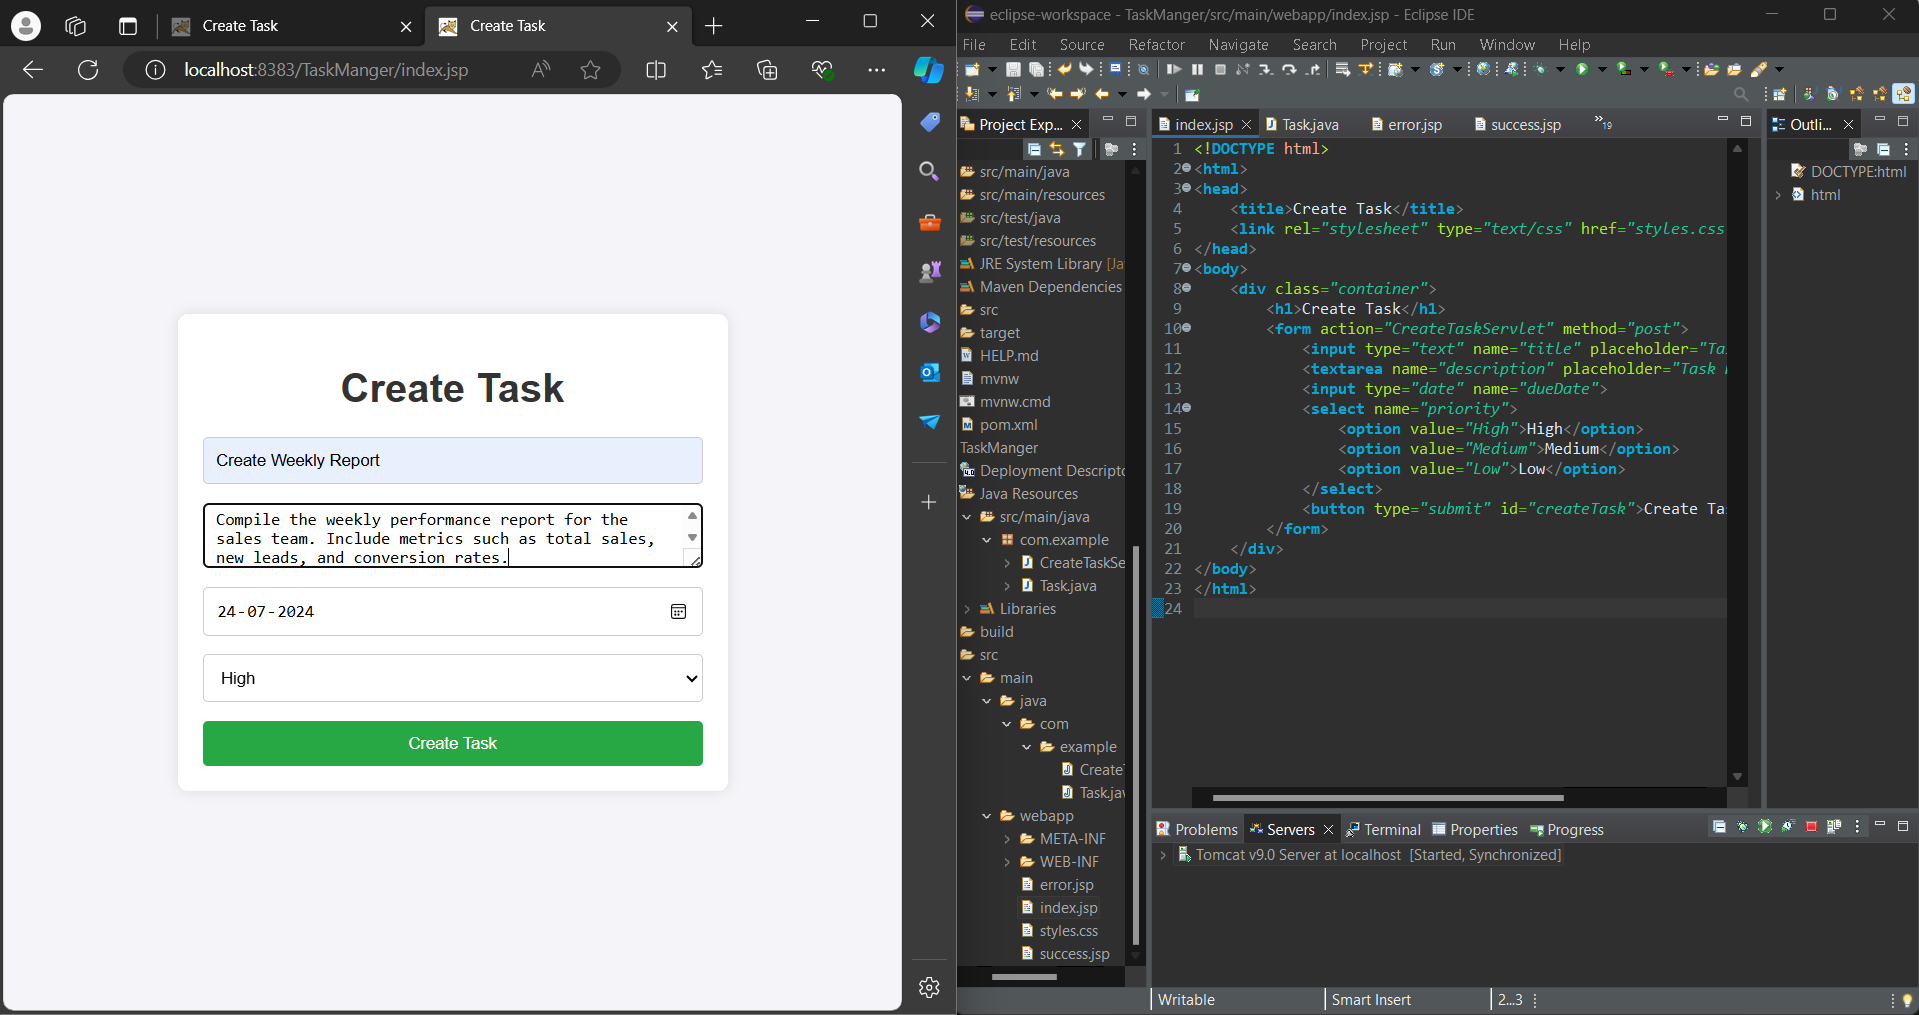 Create Task
Create Task
localhost:8383/TaskManger/index.jsp
Create Task
Create Weekly Report
Compile the weekly performance report for the
sales team. Include metrics such as total sales,
new leads, and conversion rates.
24-07-2024
High
Create Task
eclipse-workspace - TaskManger/src/main/webapp/index.jsp - Eclipse IDE
File Edit Source Refactor Navigate Search Project Run Window Help
Project Exp...
src/main/java
src/main/resources
src/test/java
src/test/resources
JRE System Library [Ja
Maven Dependencies
src
target
HELP.md
mvnw
mvnw.cmd
pom.xml
TaskManger
Deployment Descripto
Java Resources
src/main/java
com.example
CreateTaskSe
Task.java
Libraries
build
src
main
java
com
example
Create
Task.jav
webapp
META-INF
WEB-INF
error.jsp
index.jsp
styles.css
success.jsp
index.jsp Task.java error.jsp success.jsp »19
1 <!DOCTYPE html>
2 <html>
3 <head>
4 <title>Create Task</title>
5 <link rel="stylesheet" type="text/css" href="styles.css
6 </head>
7 <body>
8 <div class="container">
9 <h1>Create Task</h1>
10 <form action="CreateTaskServlet" method="post">
11 <input type="text" name="title" placeholder="Ta
12 <textarea name="description" placeholder="Task
13 <input type="date" name="dueDate">
14 <select name="priority">
15 <option value="High">High</option>
16 <option value="Medium">Medium</option>
17 <option value="Low">Low</option>
18 </select>
19 <button type="submit" id="createTask">Create Ta
20 </form>
21 </div>
22 </body>
23 </html>
24
Outli...
DOCTYPE:html
html
Problems Servers Terminal Properties Progress
Tomcat v9.0 Server at localhost [Started, Synchronized]
Writable Smart Insert 2...3